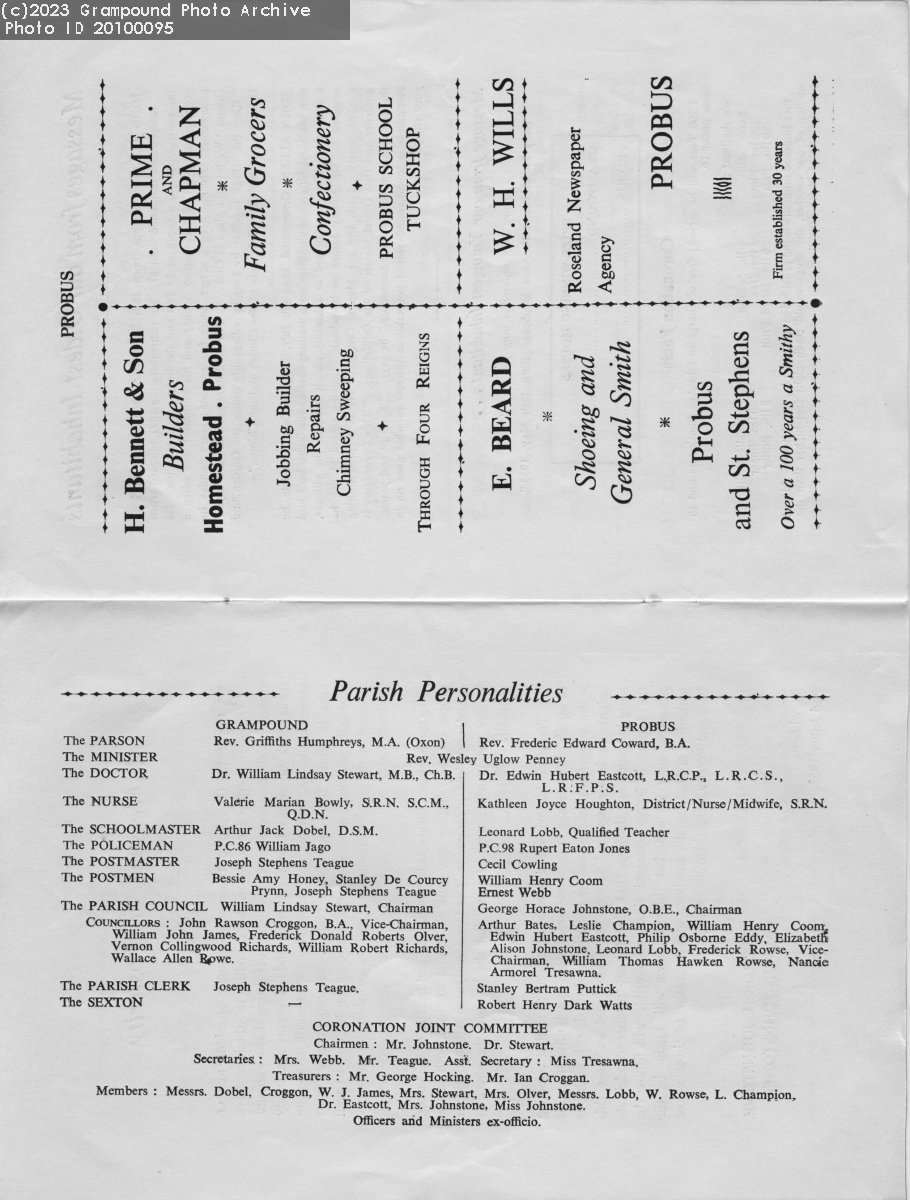 (c)2023 Grampound Photo Archive
Photo ID 20100095
PROBUS
H. Bennett & Son
Builders
Homestead . Probus
Jobbing Builder
Repairs
Chimney Sweeping
THROUGH FOUR REIGNS
. PRIME .
AND
CHAPMAN
Family Grocers
Confectionery
PROBUS SCHOOL
TUCKSHOP
E. BEARD
Shoeing and
General Smith
Probus
and St. Stephens
Over a 100 years a Smithy
W. H. WILLS
Roseland Newspaper
Agency
PROBUS
Firm established 30 years
Parish Personalities
GRAMPOUND PROBUS
The PARSON Rev. Griffiths Humphreys, M.A. (Oxon) Rev. Frederic Edward Coward, B.A.
The MINISTER Rev. Wesley Uglow Penney
The DOCTOR Dr. William Lindsay Stewart, M.B., Ch.B. Dr. Edwin Hubert Eastcott, L,R.C.P., L.R.C.S.,
L.R.F.P.S.
The NURSE Valerie Marian Bowly, S.R.N. S.C.M., Kathleen Joyce Houghton, District/Nurse/Midwife, S.R.N.
Q.D.N.
The SCHOOLMASTER Arthur Jack Dobel, D.S.M. Leonard Lobb, Qualified Teacher
The POLICEMAN P.C.86 William Jago P.C.98 Rupert Eaton Jones
The POSTMASTER Joseph Stephens Teague Cecil Cowling
The POSTMEN Bessie Amy Honey, Stanley De Courcy William Henry Coom
Prynn, Joseph Stephens Teague Ernest Webb
The PARISH COUNCIL William Lindsay Stewart, Chairman George Horace Johnstone, O.B.E., Chairman
COUNCILLORS : John Rawson Croggon, B.A., Vice-Chairman, Arthur Bates, Leslie Champion, William Henry Coom,
William John James, Frederick Donald Roberts Olver, Edwin Hubert Eastcott, Philip Osborne Eddy, Elizabeth
Vernon Collingwood Richards, William Robert Richards, Alison Johnstone, Leonard Lobb, Frederick Rowse, Vice-
Wallace Allen Rowe. Chairman, William Thomas Hawken Rowse, Nancie
Armorel Tresawna.
The PARISH CLERK Joseph Stephens Teague. Stanley Bertram Puttick
The SEXTON — Robert Henry Dark Watts
CORONATION JOINT COMMITTEE
Chairmen : Mr. Johnstone. Dr. Stewart.
Secretaries : Mrs. Webb. Mr. Teague. Asst. Secretary : Miss Tresawna.
Treasurers : Mr. George Hocking. Mr. Ian Croggan.
Members : Messrs. Dobel, Croggon, W. J. James, Mrs. Stewart, Mrs. Olver, Messrs. Lobb, W. Rowse, L. Champion,
Dr. Eastcott, Mrs. Johnstone, Miss Johnstone.
Officers and Ministers ex-officio.